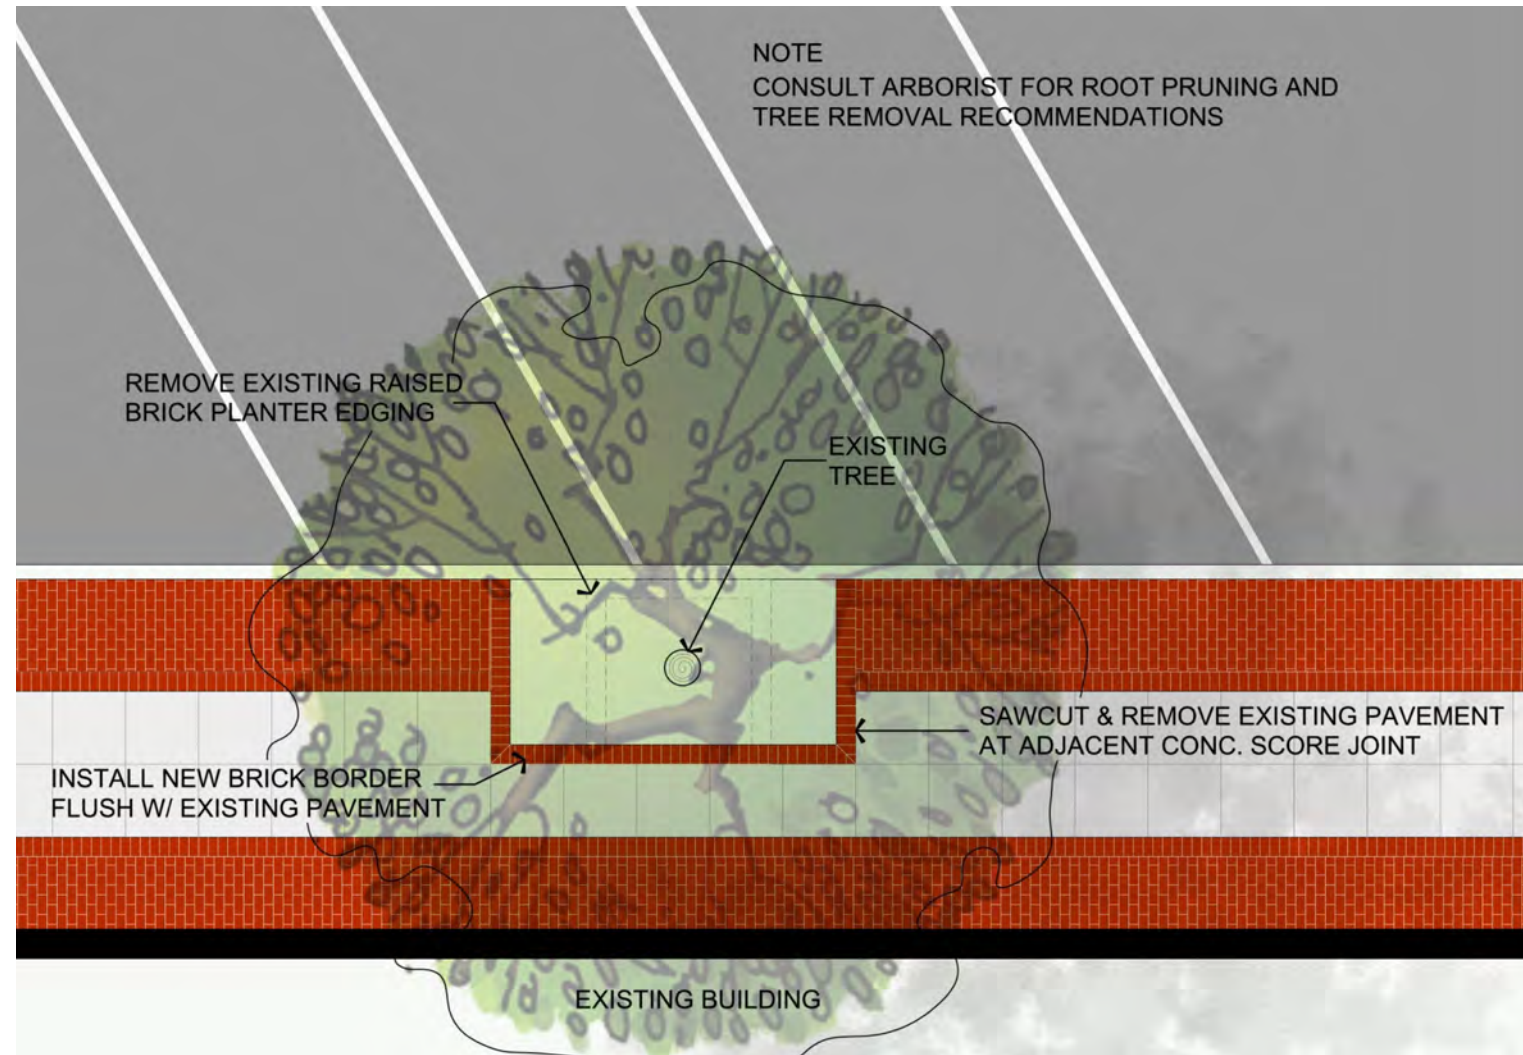 NOTE
CONSULT ARBORIST FOR ROOT PRUNING AND
TREE REMOVAL RECOMMENDATIONS
REMOVE EXISTING RAISED
BRICK PLANTER EDGING
EXISTING
TREE
SAWCUT & REMOVE EXISTING PAVEMENT
AT ADJACENT CONC. SCORE JOINT
INSTALL NEW BRICK BORDER
FLUSH W/ EXISTING PAVEMENT
EXISTING BUILDING